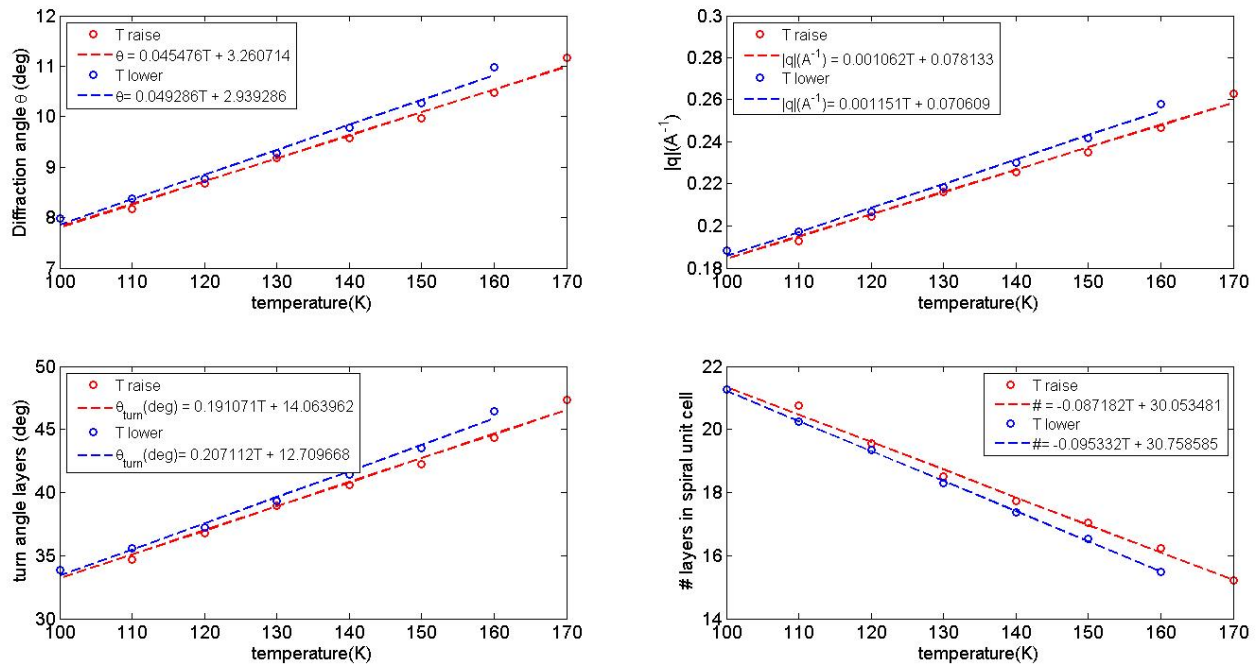 Diffraction angle θ (deg)
11
10
9
8
7
T raise
θ = 0.045476T + 3.260714
T lower
θ= 0.049286T + 2.939286
100 110 120 130 140 150 160 170
temperature(K)
|q|(A⁻¹)
0.3
0.28
0.26
0.24
0.22
0.2
0.18
T raise
|q|(A⁻¹) = 0.001062T + 0.078133
T lower
|q|(A⁻¹)= 0.001151T + 0.070609
100 110 120 130 140 150 160 170
temperature(K)
turn angle layers (deg)
50
45
40
35
30
T raise
θ_turn(deg) = 0.191071T + 14.063962
T lower
θ_turn(deg)= 0.207112T + 12.709668
100 110 120 130 140 150 160 170
temperature(K)
# layers in spiral unit cell
22
20
18
16
14
T raise
# = -0.087182T + 30.053481
T lower
#= -0.095332T + 30.758585
100 110 120 130 140 150 160 170
temperature(K)